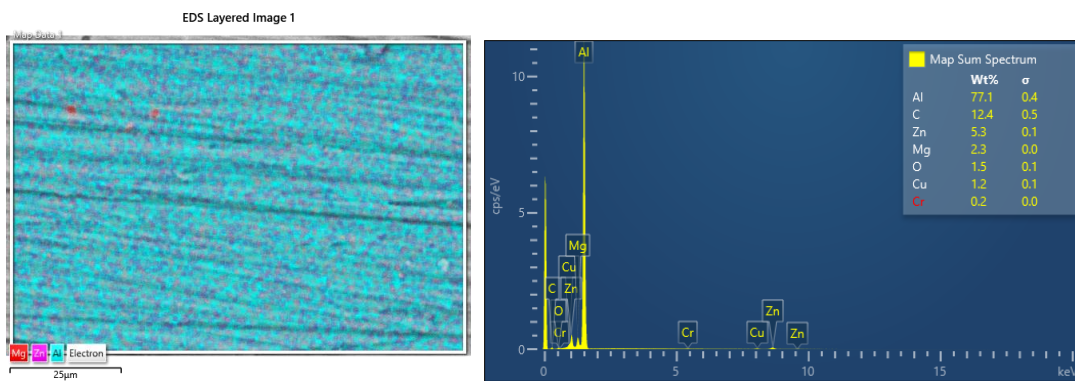 EDS Layered Image 1
Map Data 1
Mg Zn Al Electron
25µm
cps/eV
10
5
0
Al
Mg
Cu
C Zn
O
Cr
Cr
Cu
Zn
Zn
0 5 10 15 keV
Map Sum Spectrum
Wt% σ
Al 77.1 0.4
C 12.4 0.5
Zn 5.3 0.1
Mg 2.3 0.0
O 1.5 0.1
Cu 1.2 0.1
Cr 0.2 0.0